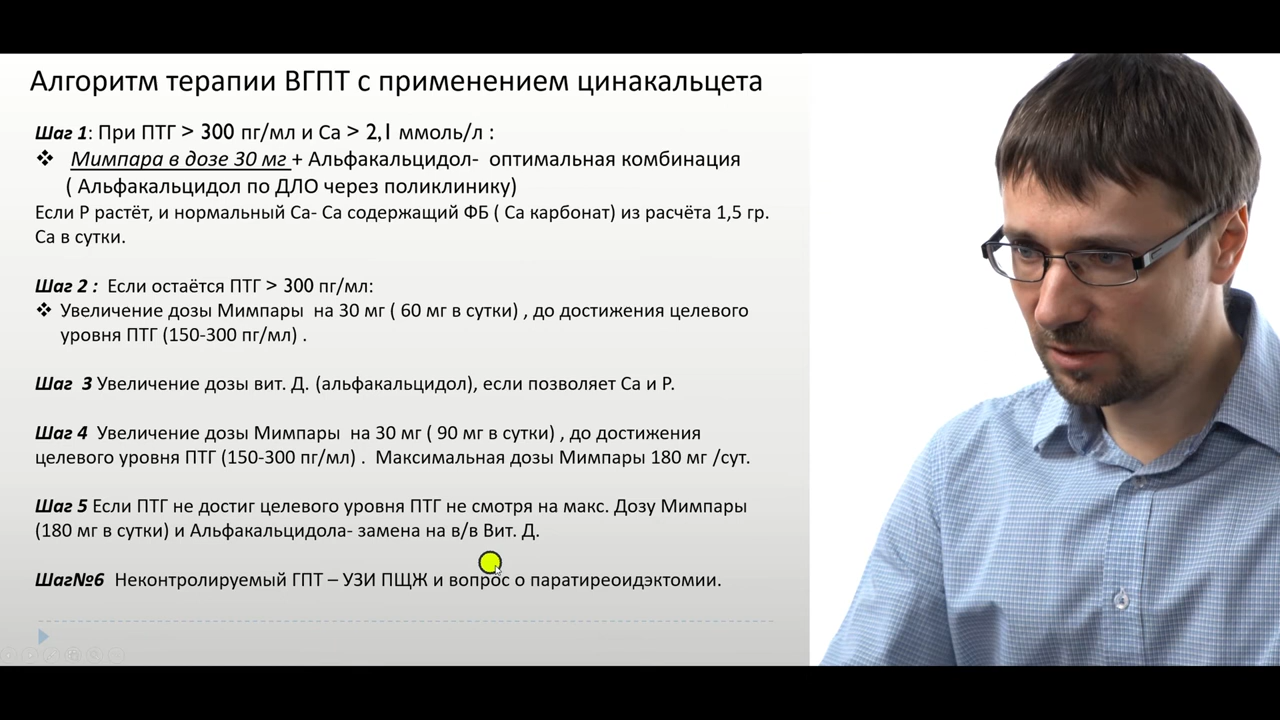 Алгоритм терапии ВГПТ с применением цинакальцета
Шаг 1: При ПТГ > 300 пг/мл и Са > 2,1 ммоль/л :
❖ Мимпара в дозе 30 мг + Альфакальцидол- оптимальная комбинация
( Альфакальцидол по ДЛО через поликлинику)
Если Р растёт, и нормальный Са- Са содержащий ФБ ( Са карбонат) из расчёта 1,5 гр.
Са в сутки.
Шаг 2 : Если остаётся ПТГ > 300 пг/мл:
❖ Увеличение дозы Мимпары на 30 мг ( 60 мг в сутки) , до достижения целевого
уровня ПТГ (150-300 пг/мл) .
Шаг 3 Увеличение дозы вит. Д. (альфакальцидол), если позволяет Са и Р.
Шаг 4 Увеличение дозы Мимпары на 30 мг ( 90 мг в сутки) , до достижения
целевого уровня ПТГ (150-300 пг/мл) . Максимальная дозы Мимпары 180 мг /сут.
Шаг 5 Если ПТГ не достиг целевого уровня ПТГ не смотря на макс. Дозу Мимпары
(180 мг в сутки) и Альфакальцидола- замена на в/в Вит. Д.
Шаг№6 Неконтролируемый ГПТ – УЗИ ПЩЖ и вопрос о паратиреоидэктомии.